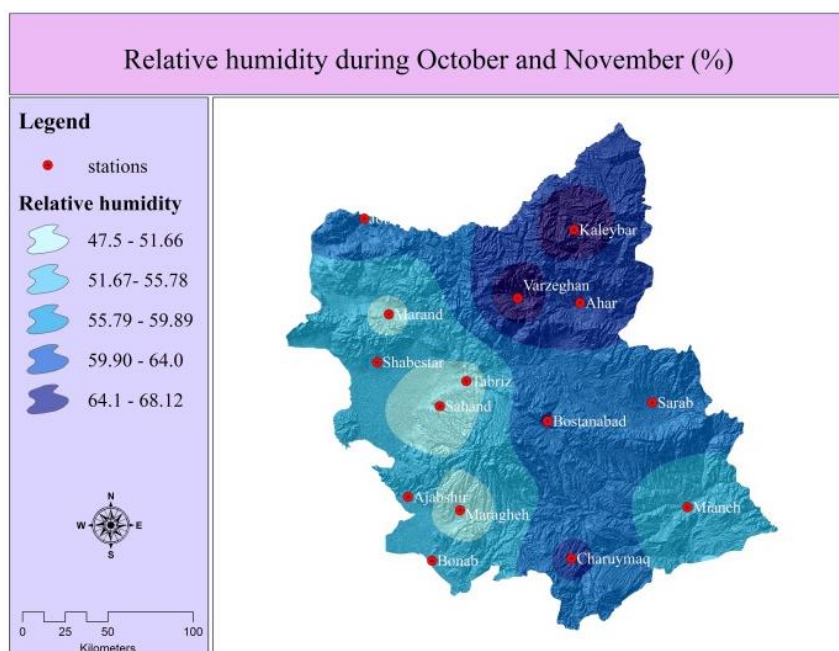 Relative humidity during October and November (%)
Legend
stations
Relative humidity
47.5 - 51.66
51.67- 55.78
55.79 - 59.89
59.90 - 64.0
64.1 - 68.12
N
W E
S
0 25 50 100
Kilometers
Kaleybar
Varzeghan
Ahar
Marand
Shabestar
Tabriz
Sahand
Sarab
Bostanabad
Ajabshir
Maragheh
Mianeh
Bonab
Charuymaq